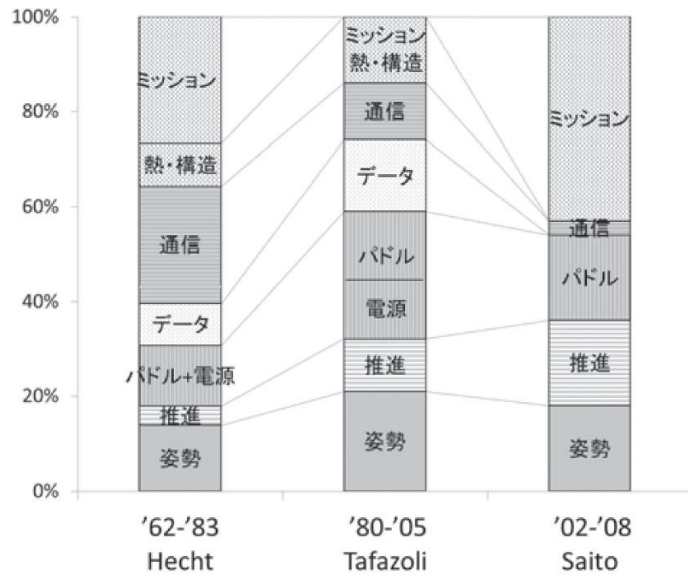 100%
80%
60%
40%
20%
0%
ミッション
熱・構造
通信
データ
パドル+電源
推進
姿勢
ミッション
熱・構造
通信
データ
パドル
電源
推進
姿勢
ミッション
通信
パドル
推進
姿勢
’62-’83
Hecht
’80-’05
Tafazoli
’02-’08
Saito